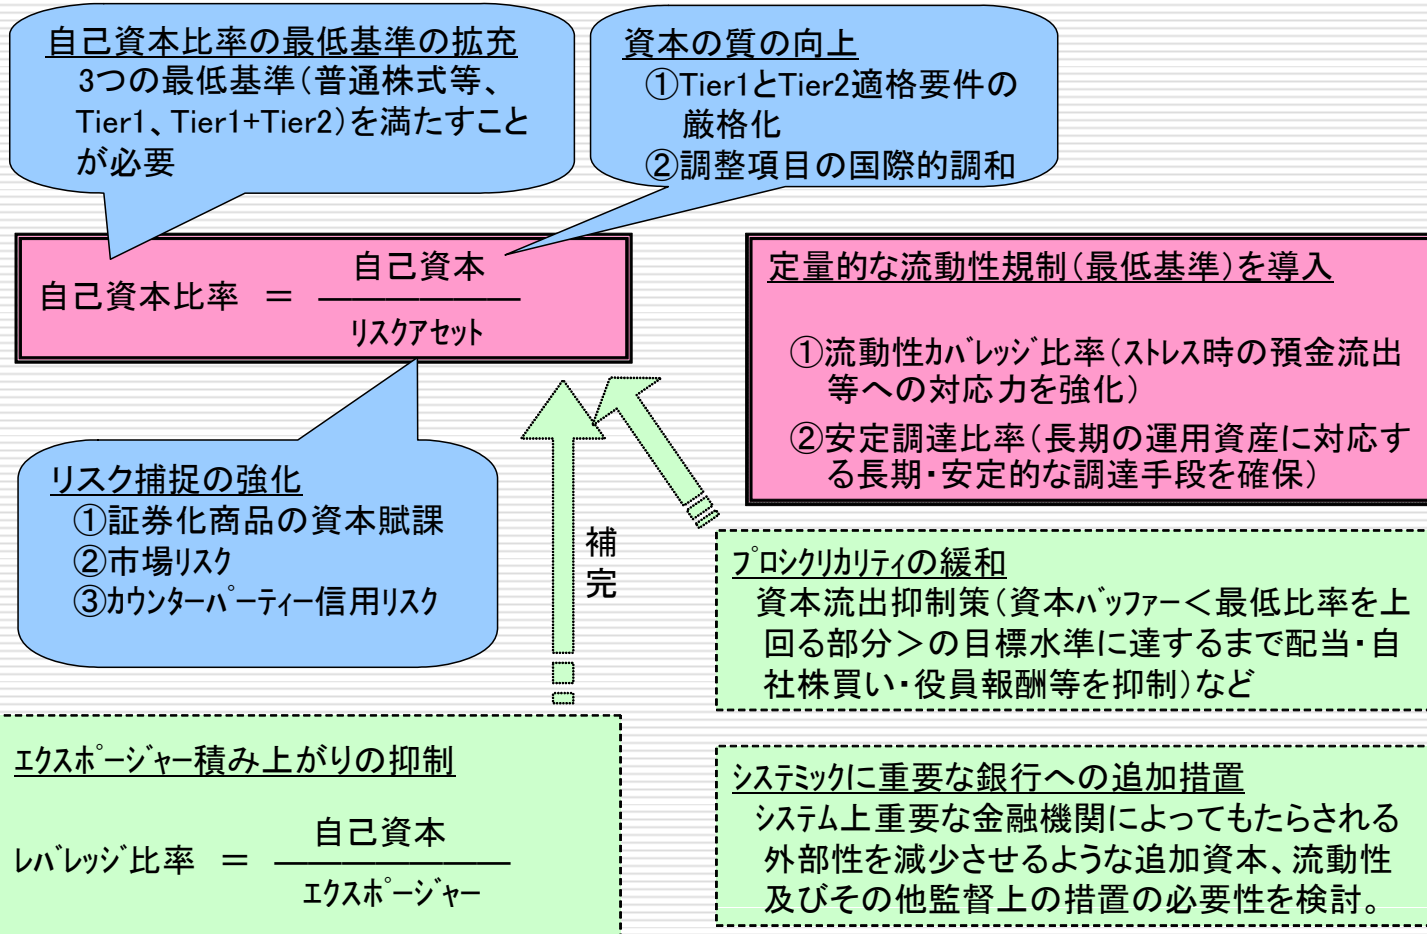 自己資本比率の最低基準の拡充
3つの最低基準（普通株式等、
Tier1、Tier1+Tier2）を満たすこと
が必要
資本の質の向上
①Tier1とTier2適格要件の
厳格化
②調整項目の国際的調和
自己資本比率 ＝
自己資本
リスクアセット
定量的な流動性規制（最低基準）を導入
①流動性ｶﾊﾞﾚｯｼﾞ比率（ｽﾄﾚｽ時の預金流出
等への対応力を強化）
②安定調達比率（長期の運用資産に対応す
る長期・安定的な調達手段を確保）
リスク捕捉の強化
①証券化商品の資本賦課
②市場ﾘｽｸ
③ｶｳﾝﾀｰﾊﾟｰﾃｨｰ信用ﾘｽｸ
補
完
ﾌﾟﾛｼｸﾘｶﾘﾃｨの緩和
資本流出抑制策（資本ﾊﾞｯﾌｧｰ＜最低比率を上
回る部分＞の目標水準に達するまで配当・自
社株買い・役員報酬等を抑制）など
ｴｸｽﾎﾟｰｼﾞｬｰ積み上がりの抑制
ﾚﾊﾞﾚｯｼﾞ比率 ＝
自己資本
ｴｸｽﾎﾟｰｼﾞｬｰ
ｼｽﾃﾐｯｸに重要な銀行への追加措置
ｼｽﾃﾑ上重要な金融機関によってもたらされる
外部性を減少させるような追加資本、流動性
及びその他監督上の措置の必要性を検討。